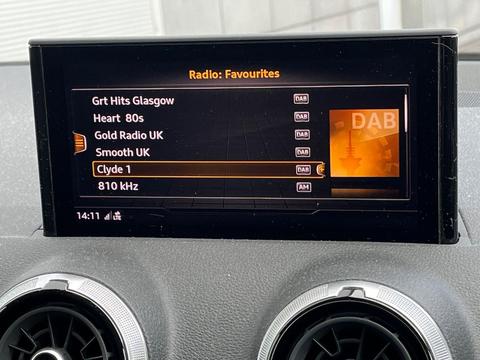 Radio: Favourites
Grt Hits Glasgow DAB
Heart 80s DAB
Gold Radio UK DAB
Smooth UK DAB
Clyde 1 DAB
810 kHz AM
DAB
14:11 LTE